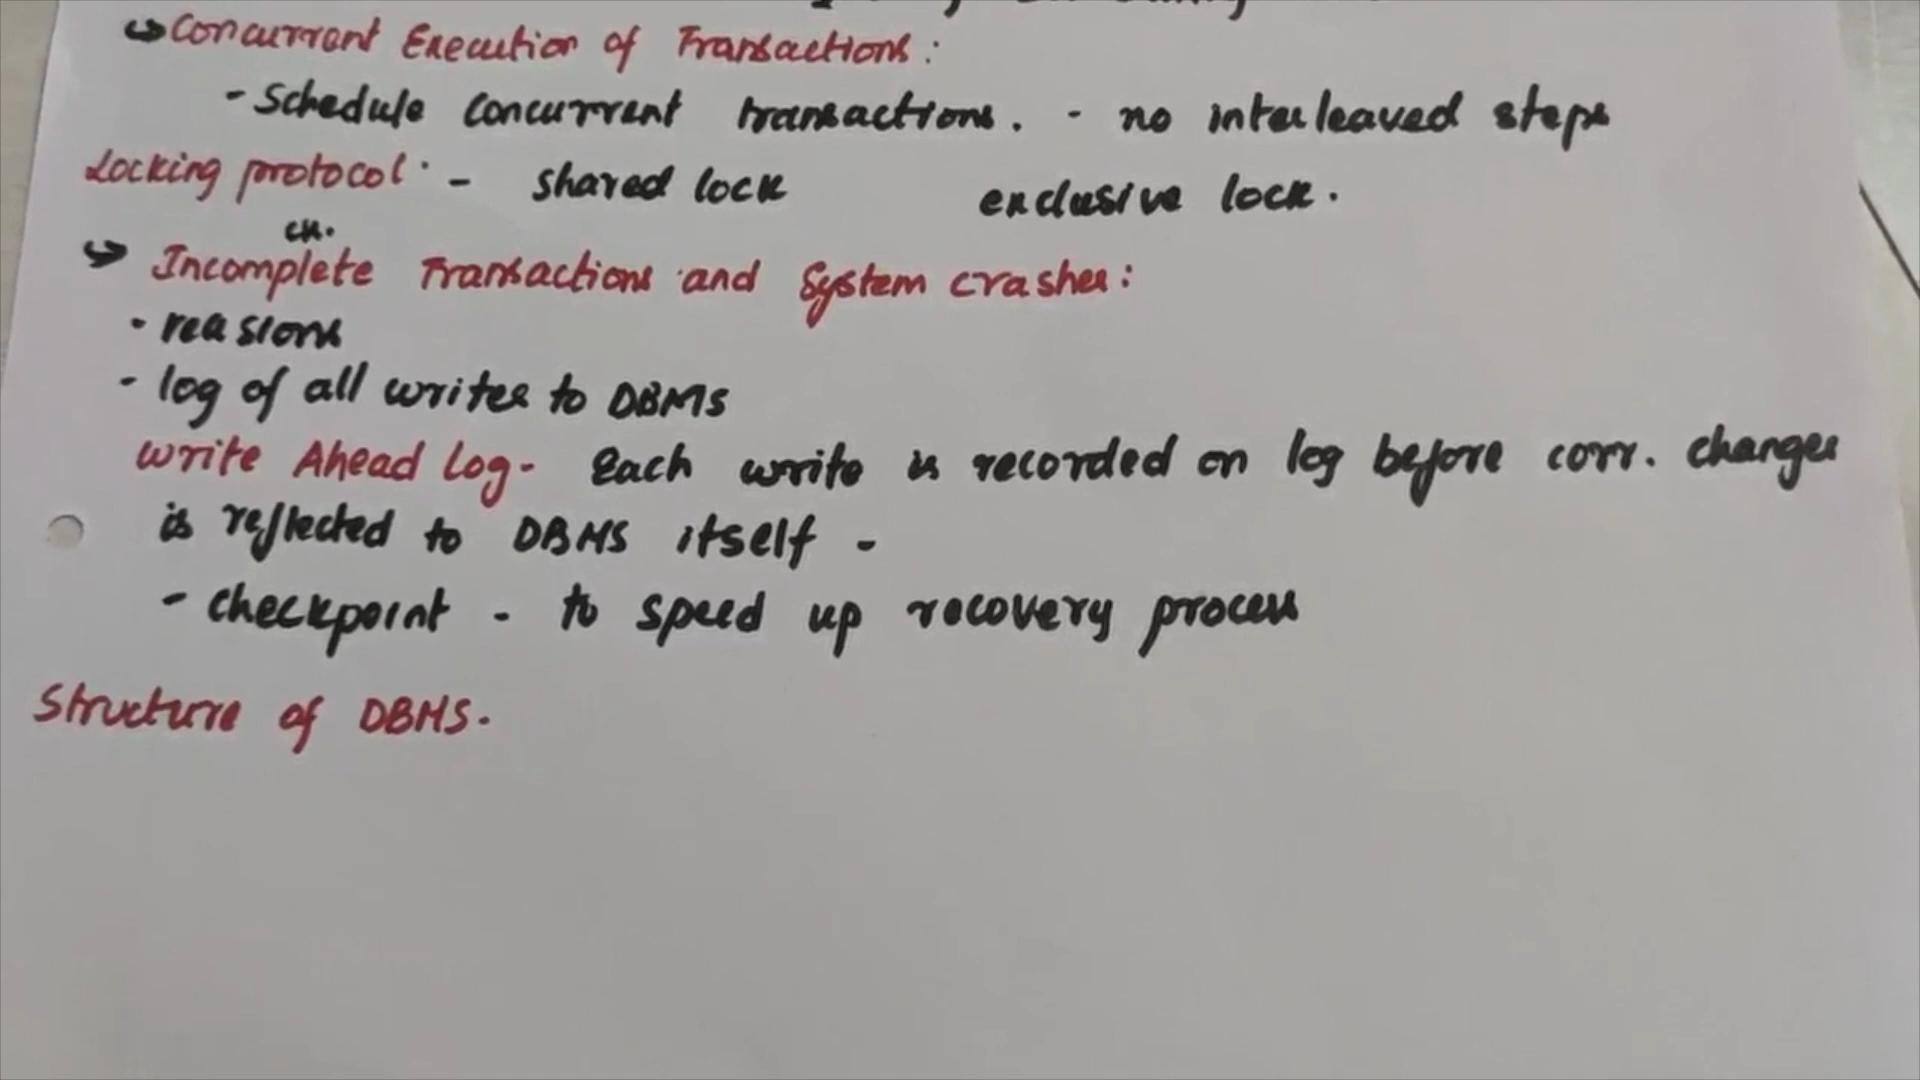 ↪ Concurrent Execution of Transactions:
- Schedule concurrent transactions. - no interleaved steps
Locking protocol. - shared lock exclusive lock.
↪ Incomplete Transactions and System crashes:
- reasions
- log of all writes to DBMS
Write Ahead Log - Each write is recorded on log before corr. changes
is reflected to DBMS itself -
- checkpoint - to speed up recovery process
Structure of DBMS.